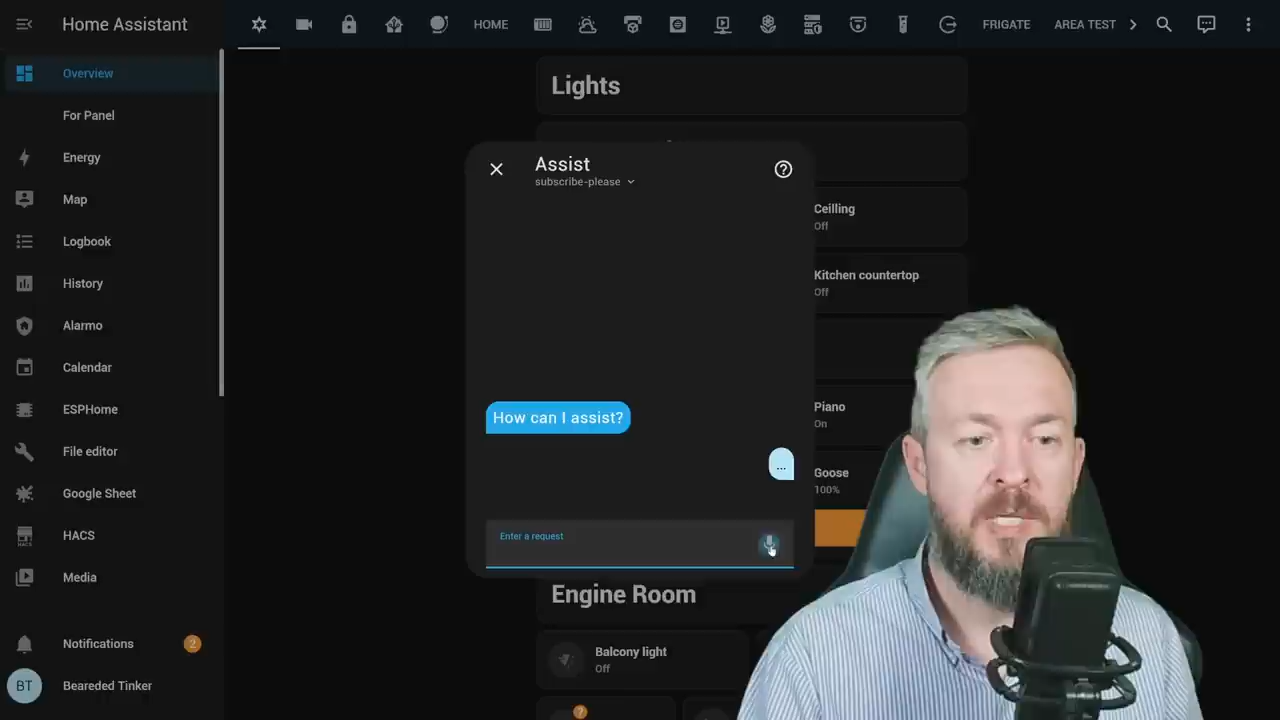 Home Assistant
HOME
FRIGATE
AREA TEST
Overview
For Panel
Energy
Map
Logbook
History
Alarmo
Calendar
ESPHome
File editor
Google Sheet
HACS
HACS
Media
Notifications
2
BT
Beareded Tinker
Lights
Ceilling
Off
Kitchen countertop
Off
Piano
On
Goose
100%
Engine Room
Balcony light
Off
?
Assist
subscribe-please
?
How can I assist?
...
Enter a request